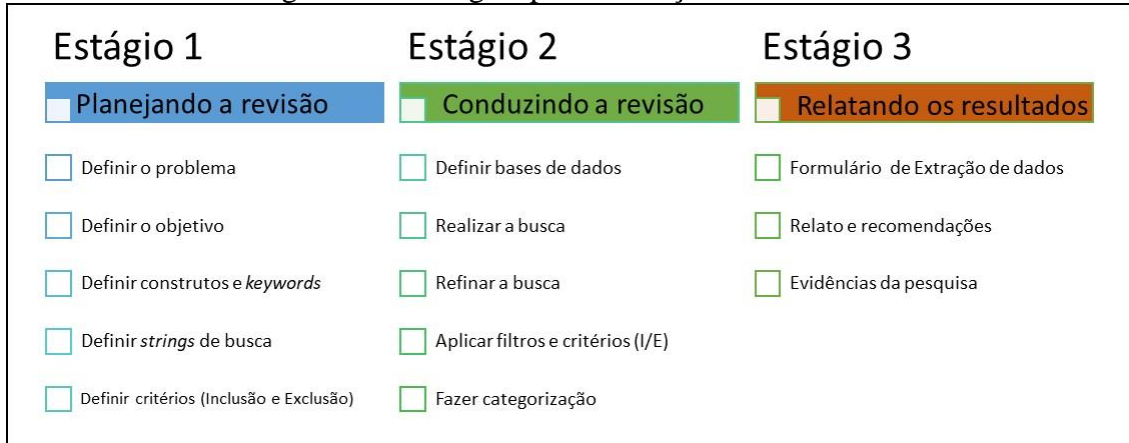 Estágio 1
Planejando a revisão
Definir o problema
Definir o objetivo
Definir construtos e keywords
Definir strings de busca
Definir critérios (Inclusão e Exclusão)
Estágio 2
Conduzindo a revisão
Definir bases de dados
Realizar a busca
Refinar a busca
Aplicar filtros e critérios (I/E)
Fazer categorização
Estágio 3
Relatando os resultados
Formulário de Extração de dados
Relato e recomendações
Evidências da pesquisa